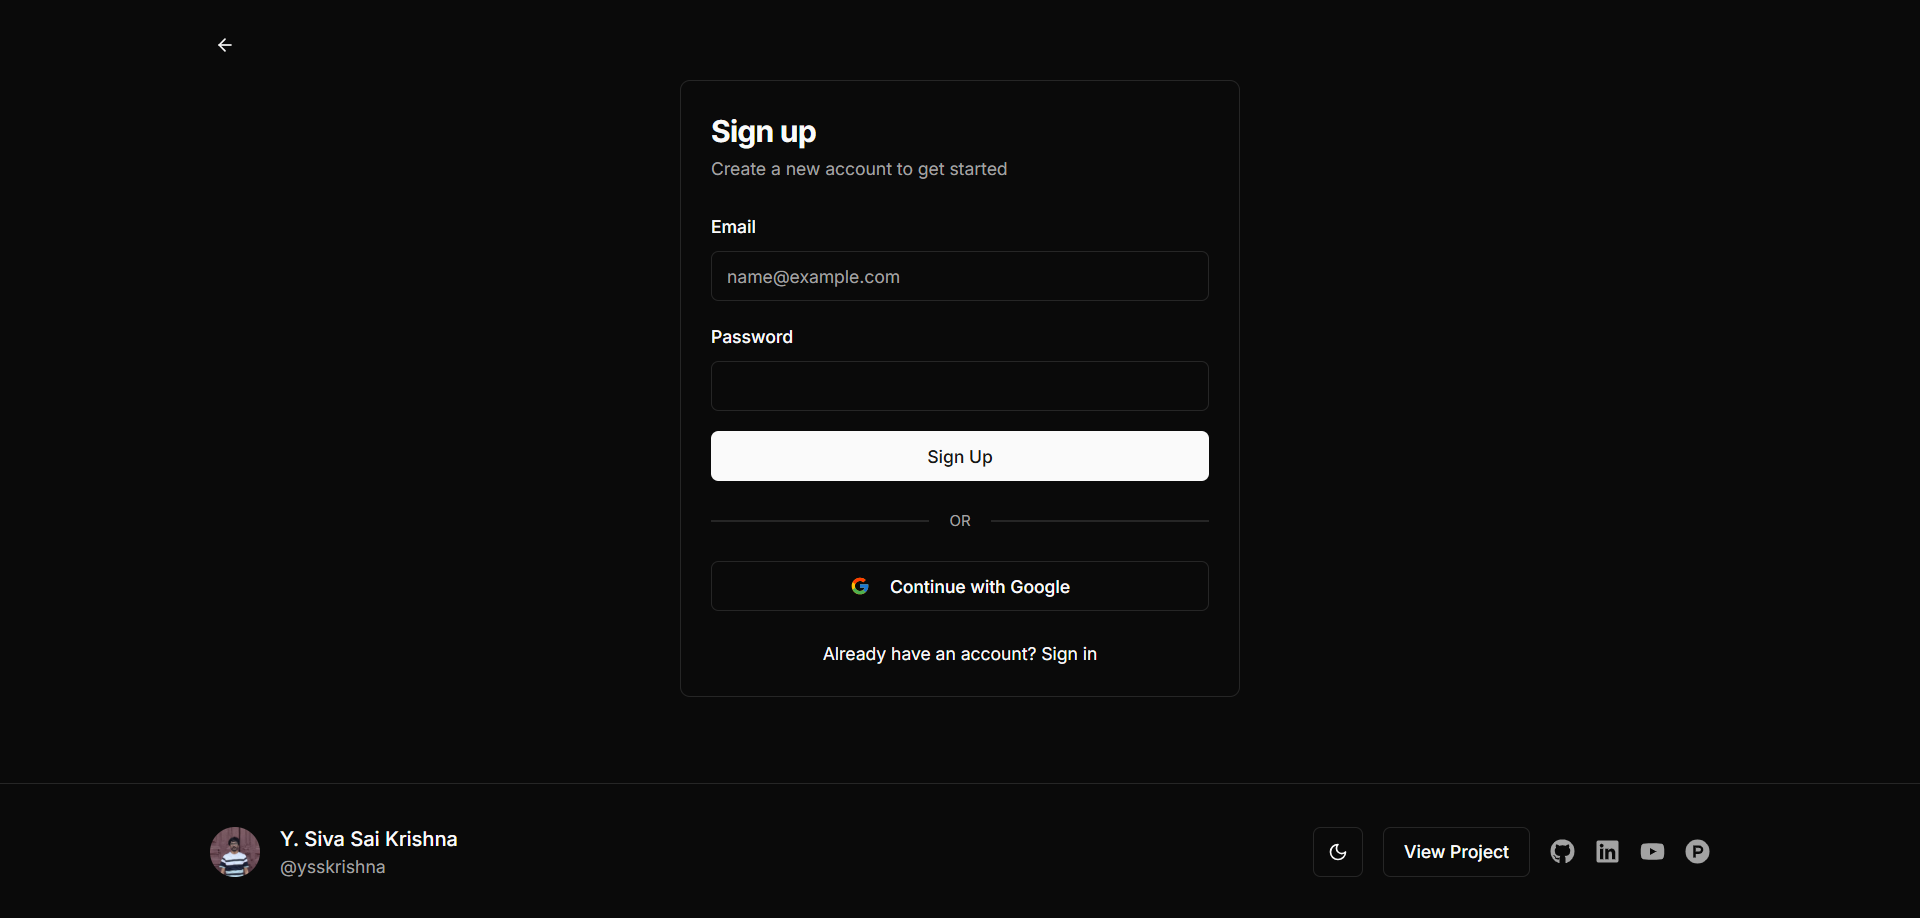 Sign up
Create a new account to get started
Email
name@example.com
Password
Sign Up
OR
Continue with Google
Already have an account? Sign in
Y. Siva Sai Krishna
@ysskrishna
View Project